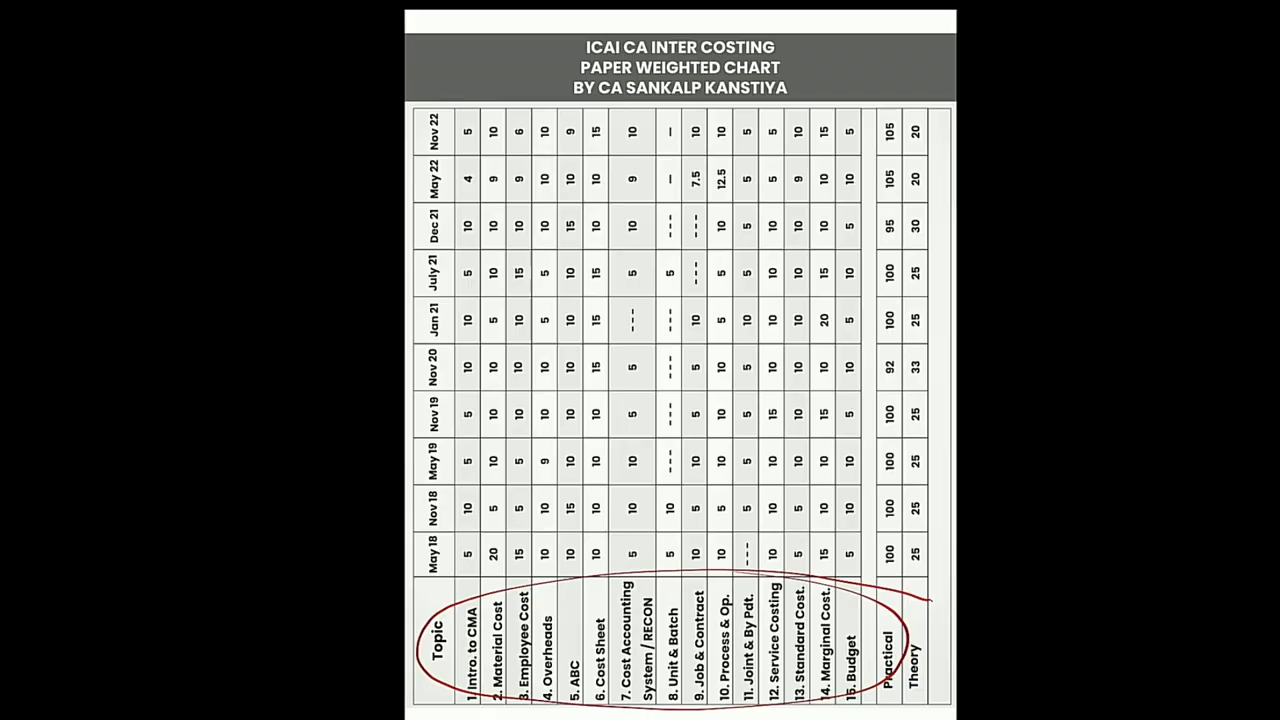 ICAI CA INTER COSTING
PAPER WEIGHTED CHART
BY CA SANKALP KANSTIYA
Topic May 18 Nov 18 May 19 Nov 19 Nov 20 Jan 21 July 21 Dec 21 May 22 Nov 22
1. Intro. to CMA 5 10 5 5 10 10 5 10 4 5
2. Material Cost 20 5 10 10 10 5 10 10 9 10
3. Employee Cost 15 5 5 10 10 10 15 10 9 6
4. Overheads 10 10 9 10 10 5 5 10 10 10
5. ABC 10 15 10 10 10 10 10 15 10 9
6. Cost Sheet 10 10 10 10 15 15 15 10 10 15
7. Cost Accounting
System / RECON 5 10 10 5 5 --- 5 10 9 10
8. Unit & Batch 5 10 --- --- --- --- 5 --- – –
9. Job & Contract 10 5 10 5 5 10 --- --- 7.5 10
10. Process & Op. 10 5 10 10 10 5 5 10 12.5 10
11. Joint & By Pdt. --- 5 5 5 5 10 5 5 5 5
12. Service Costing 10 10 10 15 10 10 10 10 5 5
13. Standard Cost. 5 5 10 10 10 10 10 10 9 10
14. Marginal Cost. 15 10 10 15 10 20 15 10 10 15
15. Budget 5 10 10 5 10 5 10 5 10 5
Practical 100 100 100 100 92 100 100 95 105 105
Theory 25 25 25 25 33 25 25 30 20 20